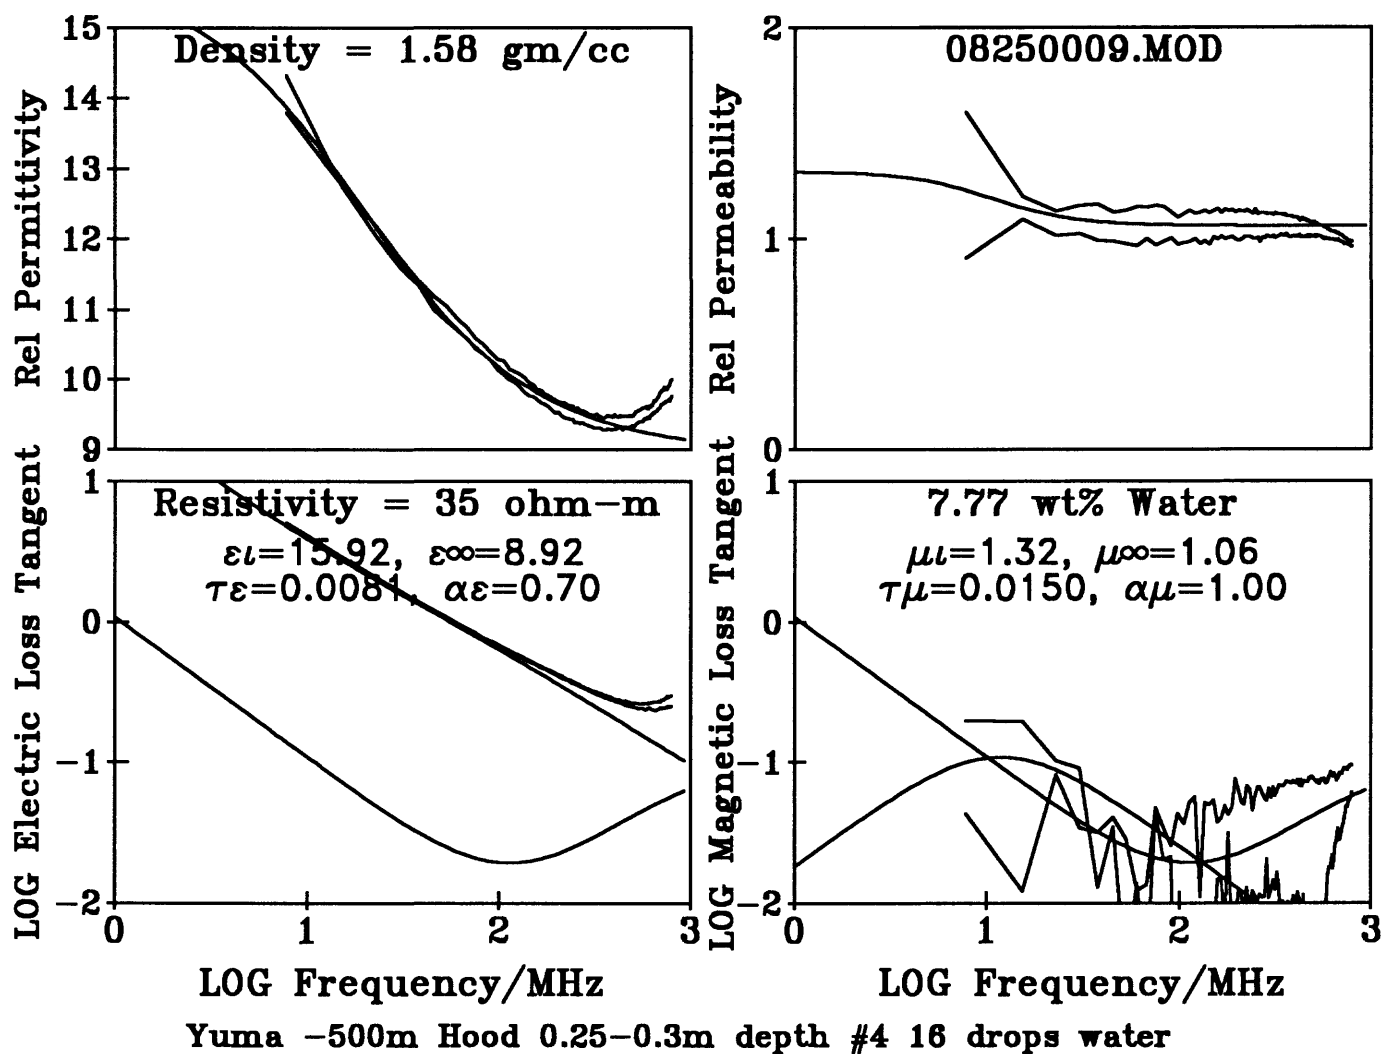 15
14
13
12
11
10
9
Rel Permittivity
Density = 1.58 gm/cc
2
1
0
Rel Permeability
08250009.MOD
1
0
−1
−2
LOG Electric Loss Tangent
Resistivity = 35 ohm−m
ει=15.92, ε∞=8.92
τε=0.0081, αε=0.70
0 1 2 3
LOG Frequency/MHz
1
0
−1
−2
LOG Magnetic Loss Tangent
7.77 wt% Water
μι=1.32, μ∞=1.06
τμ=0.0150, αμ=1.00
0 1 2 3
LOG Frequency/MHz
Yuma −500m Hood 0.25−0.3m depth #4 16 drops water